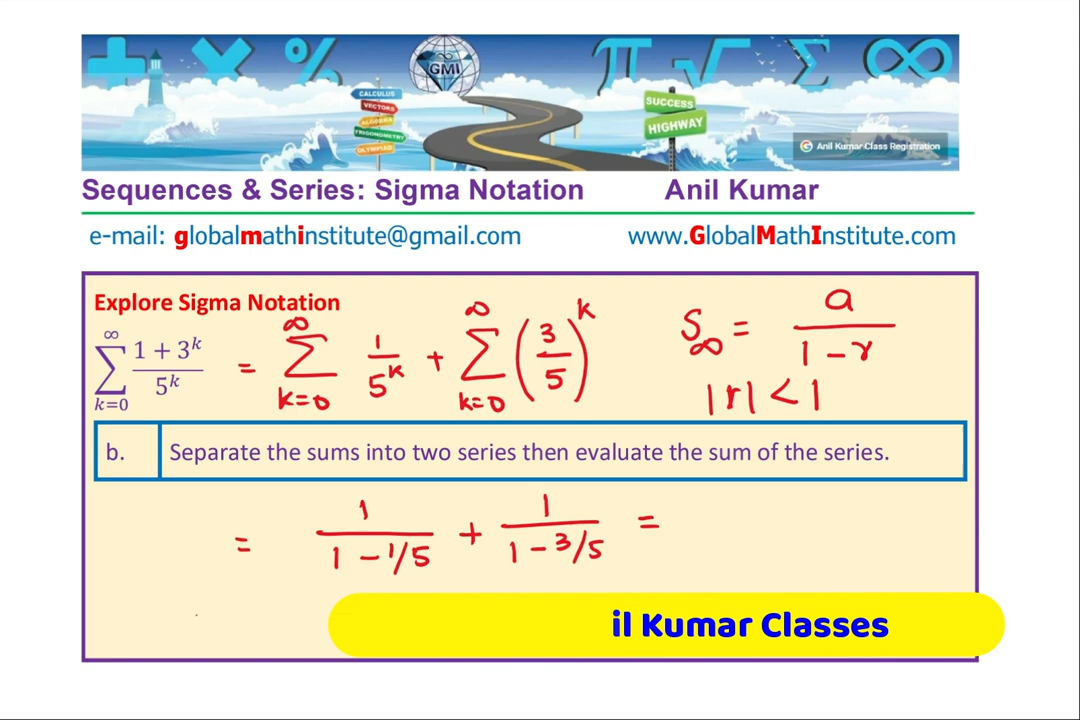 GMI
CALCULUS
VECTORS
ALGEBRA
TRIGONOMETRY
OLYMPIAD
SUCCESS
HIGHWAY
Anil Kumar Class Registration
Sequences & Series: Sigma Notation Anil Kumar
e-mail: globalmathinstitute@gmail.com www.GlobalMathInstitute.com
Explore Sigma Notation
∑_{k=0}^{∞} (1 + 3^k)/5^k = ∑_{k=0}^{∞} 1/5^k + ∑_{k=0}^{∞} (3/5)^k
S_∞ = a/(1 - r)
|r| < 1
b. Separate the sums into two series then evaluate the sum of the series.
= 1/(1 - 1/5) + 1/(1 - 3/5) =
il Kumar Classes